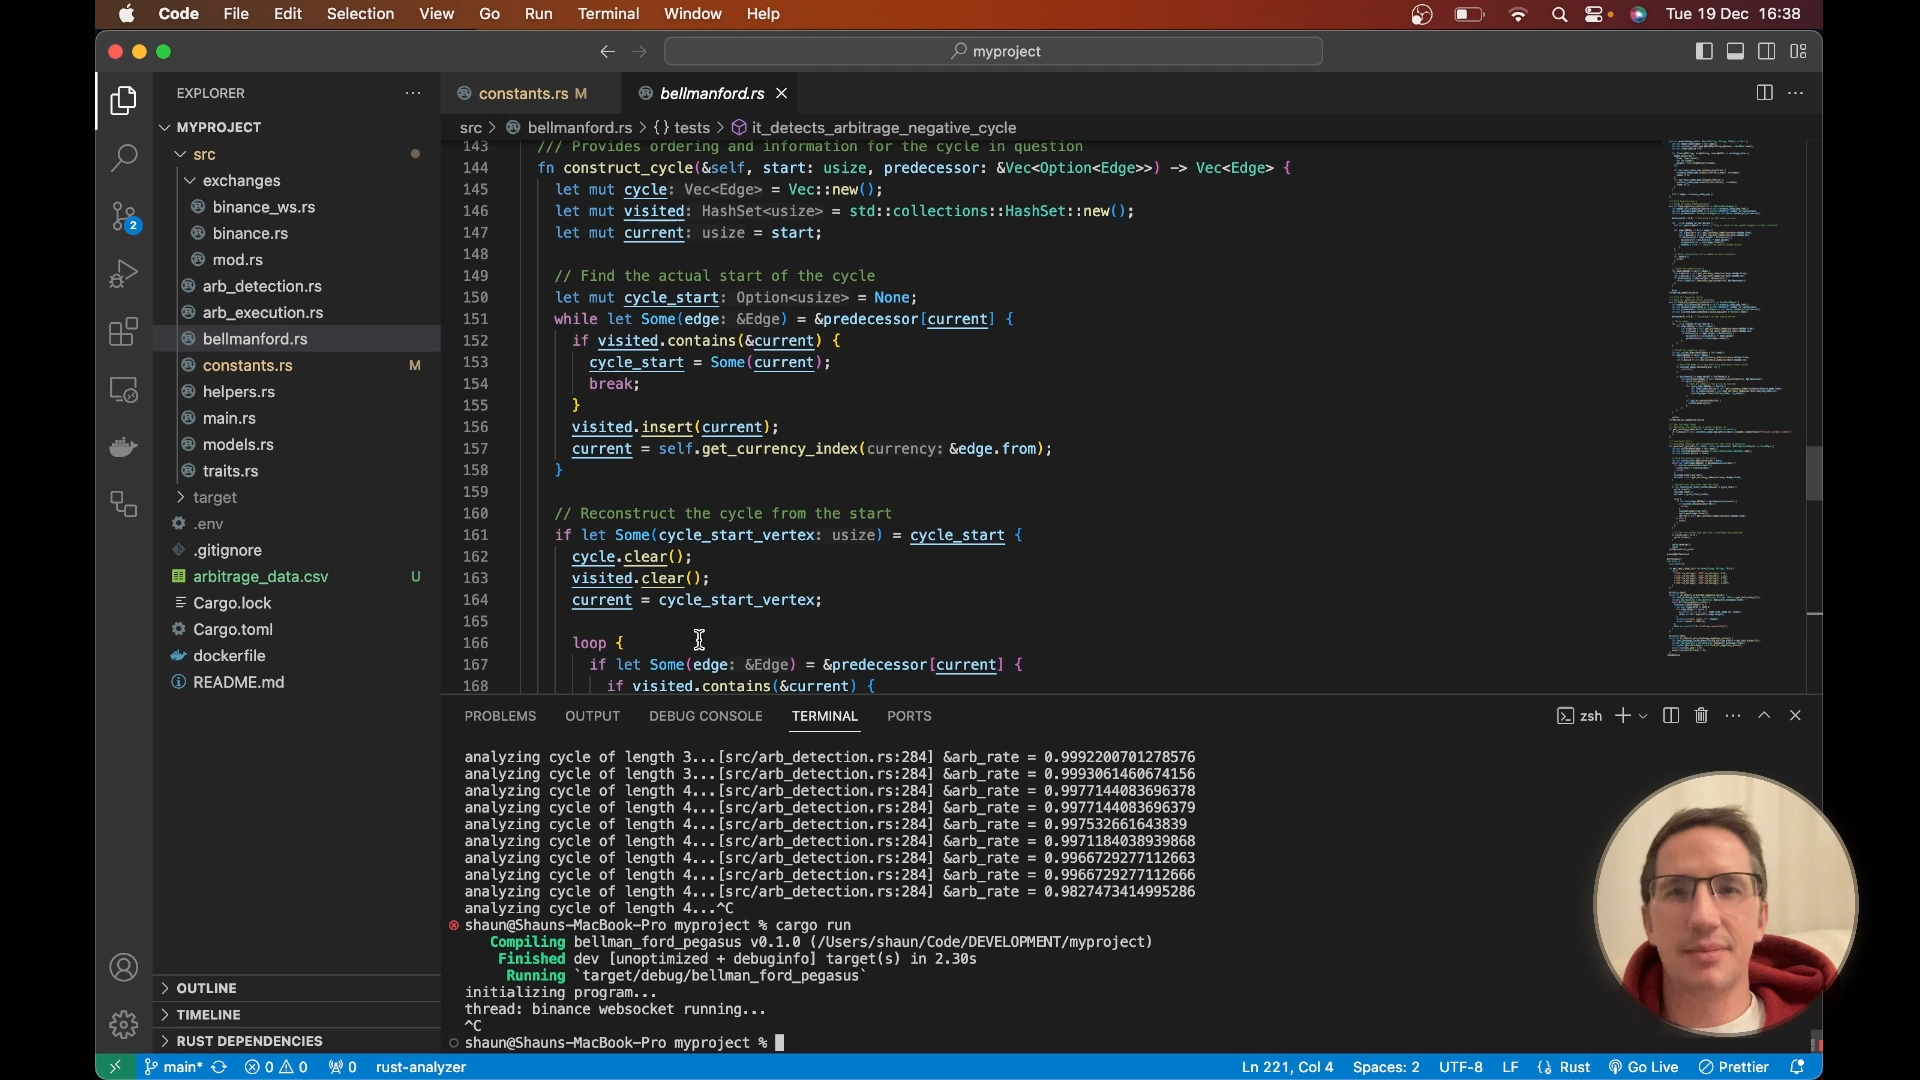 Code File Edit Selection View Go Run Terminal Window Help Tue 19 Dec 16:38
myproject
EXPLORER
MYPROJECT
src
exchanges
binance_ws.rs
binance.rs
mod.rs
arb_detection.rs
arb_execution.rs
bellmanford.rs
constants.rs M
helpers.rs
main.rs
models.rs
traits.rs
target
.env
.gitignore
arbitrage_data.csv U
Cargo.lock
Cargo.toml
dockerfile
README.md
OUTLINE
TIMELINE
RUST DEPENDENCIES
2
constants.rs M bellmanford.rs
src > bellmanford.rs > {} tests > it_detects_arbitrage_negative_cycle
143 /// Provides ordering and information for the cycle in question
144 fn construct_cycle(&self, start: usize, predecessor: &Vec<Option<Edge>>) -> Vec<Edge> {
145 let mut cycle: Vec<Edge> = Vec::new();
146 let mut visited: HashSet<usize> = std::collections::HashSet::new();
147 let mut current: usize = start;
148
149 // Find the actual start of the cycle
150 let mut cycle_start: Option<usize> = None;
151 while let Some(edge: &Edge) = &predecessor[current] {
152 if visited.contains(&current) {
153 cycle_start = Some(current);
154 break;
155 }
156 visited.insert(current);
157 current = self.get_currency_index(currency: &edge.from);
158 }
159
160 // Reconstruct the cycle from the start
161 if let Some(cycle_start_vertex: usize) = cycle_start {
162 cycle.clear();
163 visited.clear();
164 current = cycle_start_vertex;
165
166 loop {
167 if let Some(edge: &Edge) = &predecessor[current] {
168 if visited.contains(&current) {
PROBLEMS OUTPUT DEBUG CONSOLE TERMINAL PORTS zsh
analyzing cycle of length 3...[src/arb_detection.rs:284] &arb_rate = 0.9992200701278576
analyzing cycle of length 3...[src/arb_detection.rs:284] &arb_rate = 0.9993061460674156
analyzing cycle of length 4...[src/arb_detection.rs:284] &arb_rate = 0.9977144083696378
analyzing cycle of length 4...[src/arb_detection.rs:284] &arb_rate = 0.9977144083696379
analyzing cycle of length 4...[src/arb_detection.rs:284] &arb_rate = 0.997532661643839
analyzing cycle of length 4...[src/arb_detection.rs:284] &arb_rate = 0.9971184038939868
analyzing cycle of length 4...[src/arb_detection.rs:284] &arb_rate = 0.9966729277112663
analyzing cycle of length 4...[src/arb_detection.rs:284] &arb_rate = 0.9966729277112666
analyzing cycle of length 4...[src/arb_detection.rs:284] &arb_rate = 0.9827473414995286
analyzing cycle of length 4...^C
shaun@Shauns-MacBook-Pro myproject % cargo run
Compiling bellman_ford_pegasus v0.1.0 (/Users/shaun/Code/DEVELOPMENT/myproject)
Finished dev [unoptimized + debuginfo] target(s) in 2.30s
Running `target/debug/bellman_ford_pegasus`
initializing program...
thread: binance websocket running...
^C
shaun@Shauns-MacBook-Pro myproject %
main* 0 0 0 rust-analyzer Ln 221, Col 4 Spaces: 2 UTF-8 LF {} Rust Go Live Prettier